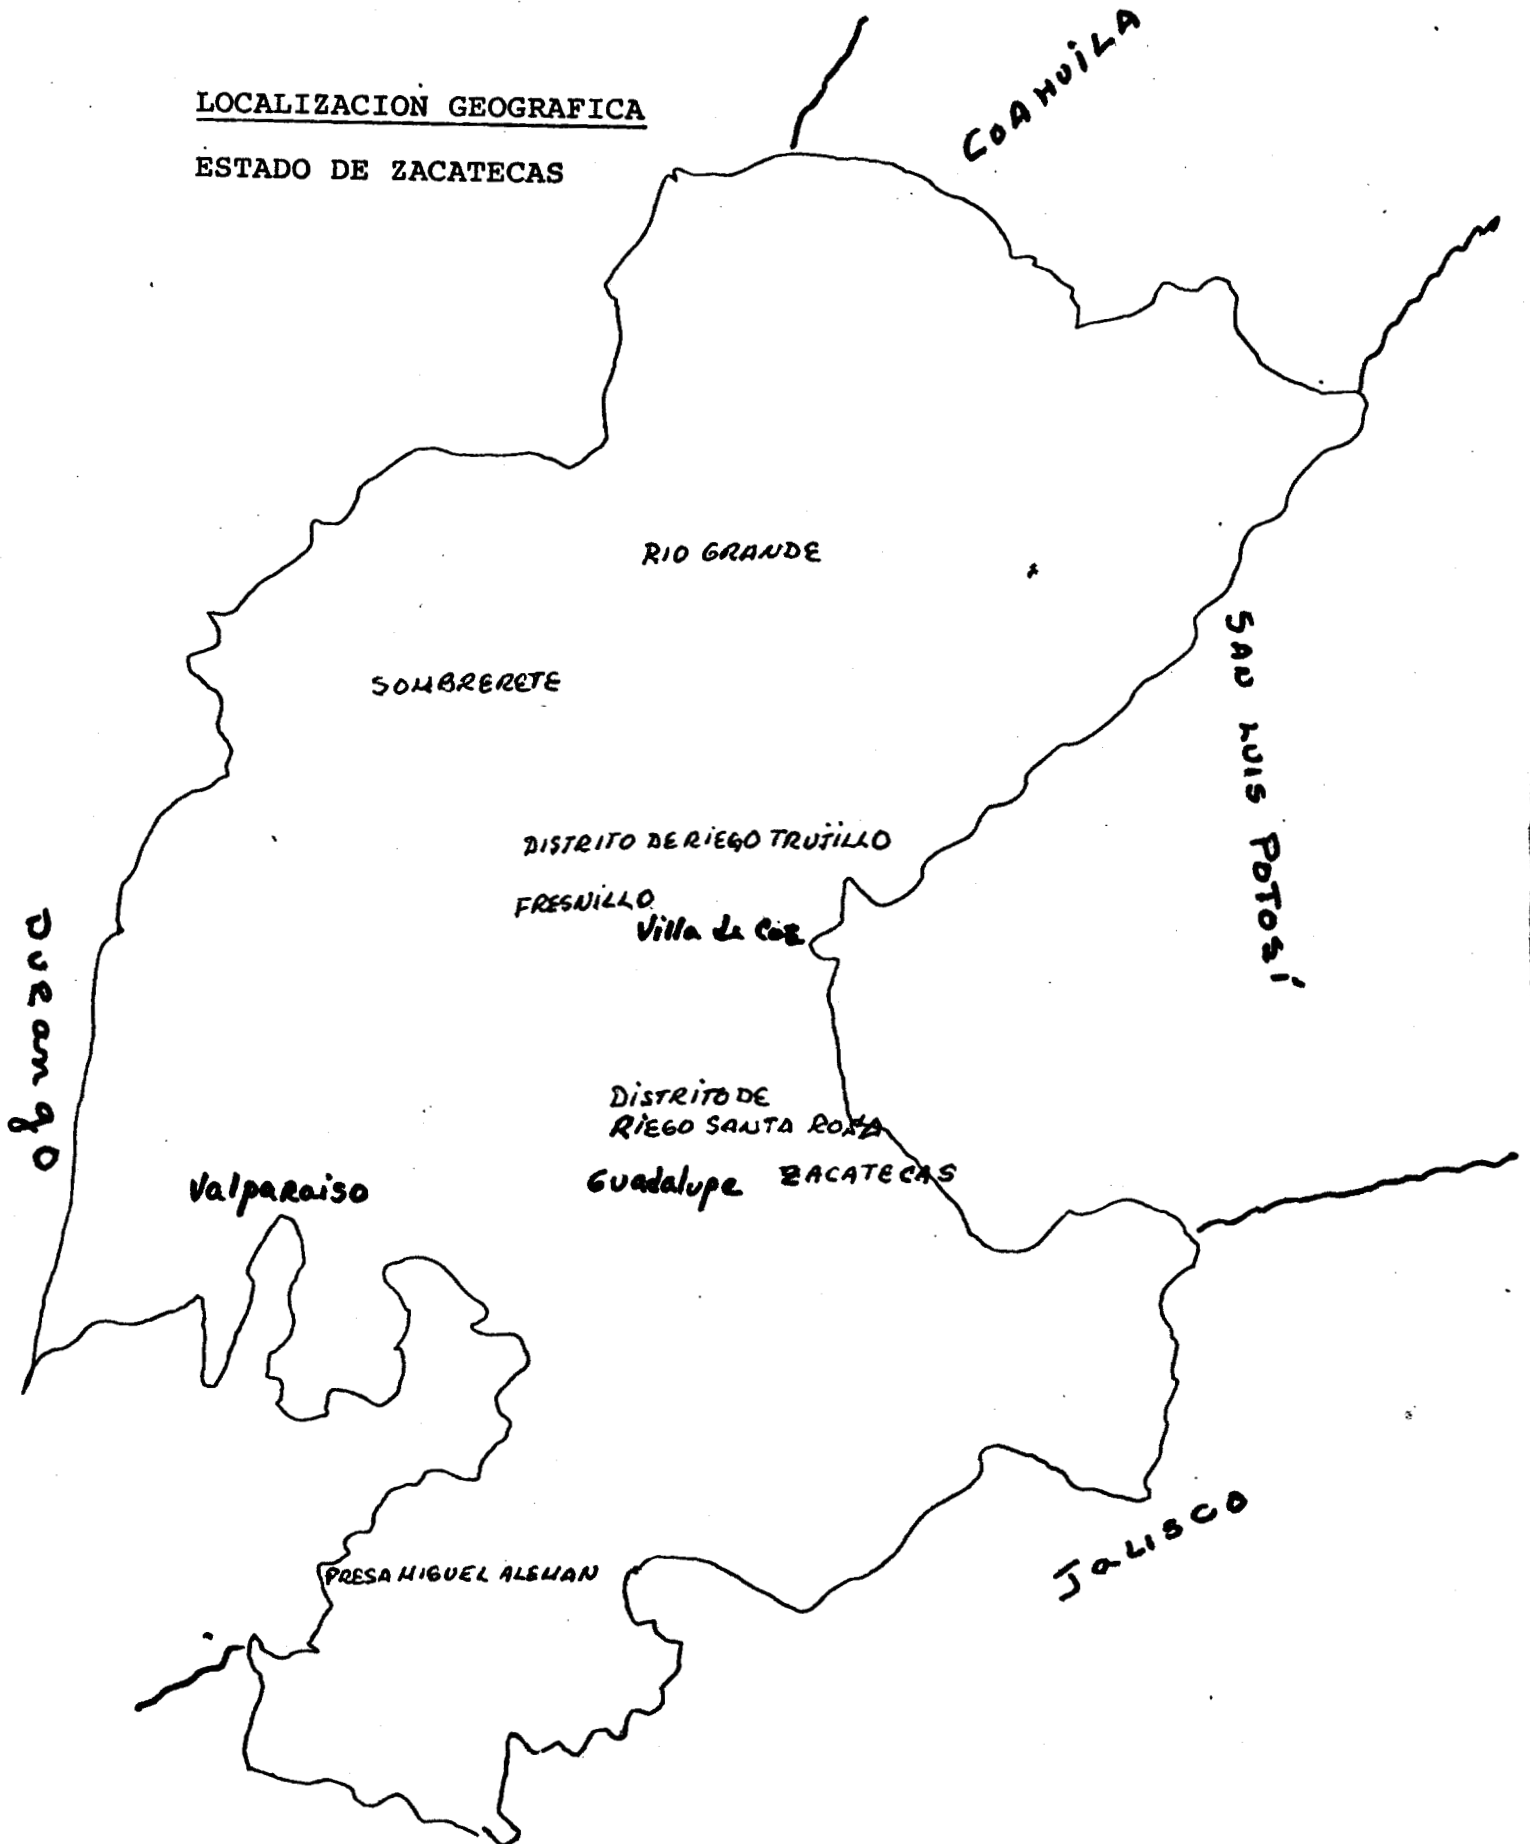 LOCALIZACION GEOGRAFICA
ESTADO DE ZACATECAS
COAHUILA
RIO GRANDE
SOMBRERETE
SAN LUIS POTOSÍ
DISTRITO DE RIEGO TRUJILLO
FRESNILLO
Villa de Cos
DURANGO
DISTRITO DE
RIEGO SANTA ROSA
Valparaiso
Guadalupe
ZACATECAS
JALISCO
PRESA MIGUEL ALEMAN